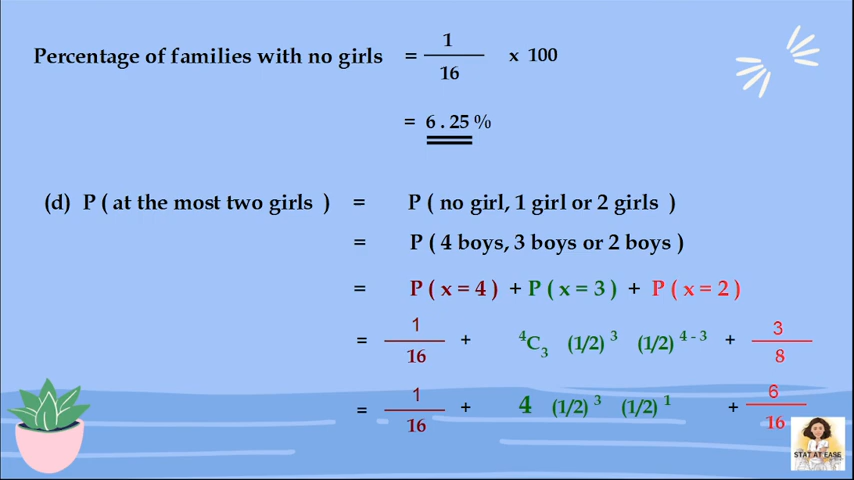 Percentage of families with no girls = 1/16 x 100
= 6 . 25 %
(d) P ( at the most two girls ) = P ( no girl, 1 girl or 2 girls )
= P ( 4 boys, 3 boys or 2 boys )
= P ( x = 4 ) + P ( x = 3 ) + P ( x = 2 )
= 1/16 + ⁴C₃ (1/2) ³ (1/2) ⁴⁻³ + 3/8
= 1/16 + 4 (1/2) ³ (1/2) ¹ + 6/16
STAT AT EASE